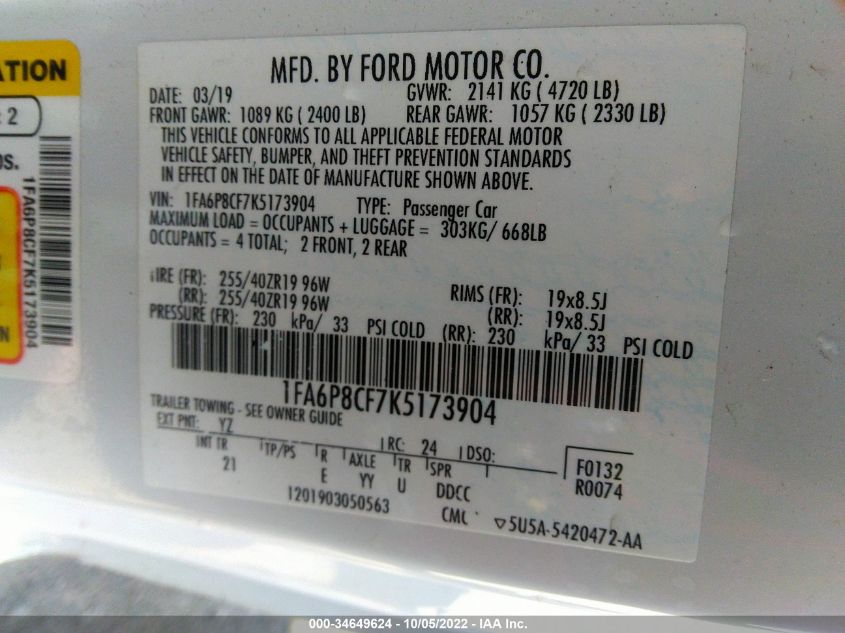 ATION
: 2
OS.
1FA6P8CF7K5173904
N
MFD. BY FORD MOTOR CO.
DATE: 03/19 GVWR: 2141 KG ( 4720 LB)
FRONT GAWR: 1089 KG ( 2400 LB) REAR GAWR: 1057 KG ( 2330 LB)
THIS VEHICLE CONFORMS TO ALL APPLICABLE FEDERAL MOTOR
VEHICLE SAFETY, BUMPER, AND THEFT PREVENTION STANDARDS
IN EFFECT ON THE DATE OF MANUFACTURE SHOWN ABOVE.
VIN: 1FA6P8CF7K5173904 TYPE: Passenger Car
MAXIMUM LOAD = OCCUPANTS + LUGGAGE = 303KG/ 668LB
OCCUPANTS = 4 TOTAL; 2 FRONT, 2 REAR
TIRE (FR): 255/40ZR19 96W RIMS (FR): 19x8.5J
(RR): 255/40ZR19 96W (RR): 19x8.5J
PRESSURE (FR): 230 kPa/ 33 PSI COLD (RR): 230 kPa/ 33 PSI COLD
1FA6P8CF7K5173904
TRAILER TOWING - SEE OWNER GUIDE
EXT PNT: YZ RC: 24 DSO:
INT TR TP/PS R AXLE TR SPR F0132
21 E YY U DDCC R0074
1201903050563 CMC ▽5U5A-5420472-AA
000-34649624 - 10/05/2022 - IAA Inc.